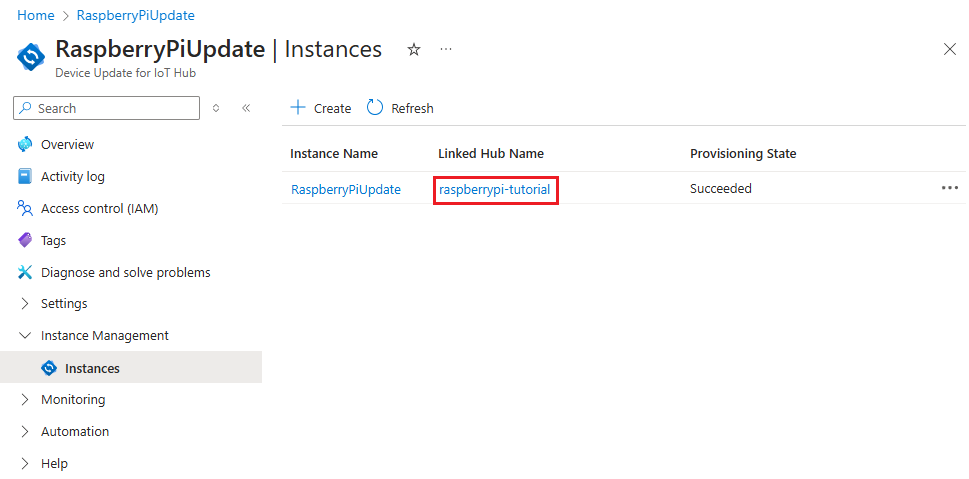 Home > RaspberryPiUpdate
RaspberryPiUpdate | Instances
Device Update for IoT Hub
Search
Overview
Activity log
Access control (IAM)
Tags
Diagnose and solve problems
Settings
Instance Management
Instances
Monitoring
Automation
Help
Create Refresh
Instance Name Linked Hub Name Provisioning State
RaspberryPiUpdate raspberrypi-tutorial Succeeded